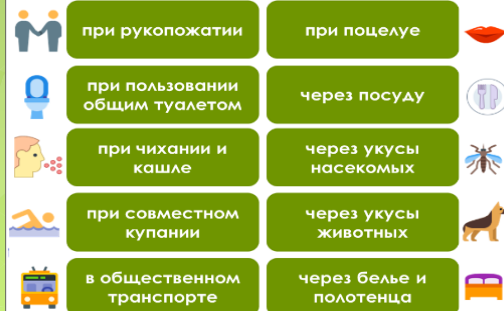 при рукопожатии
при поцелуе
при пользовании
общим туалетом
через посуду
при чихании и
кашле
через укусы
насекомых
при совместном
купании
через укусы
животных
в общественном
транспорте
через белье и
полотенца